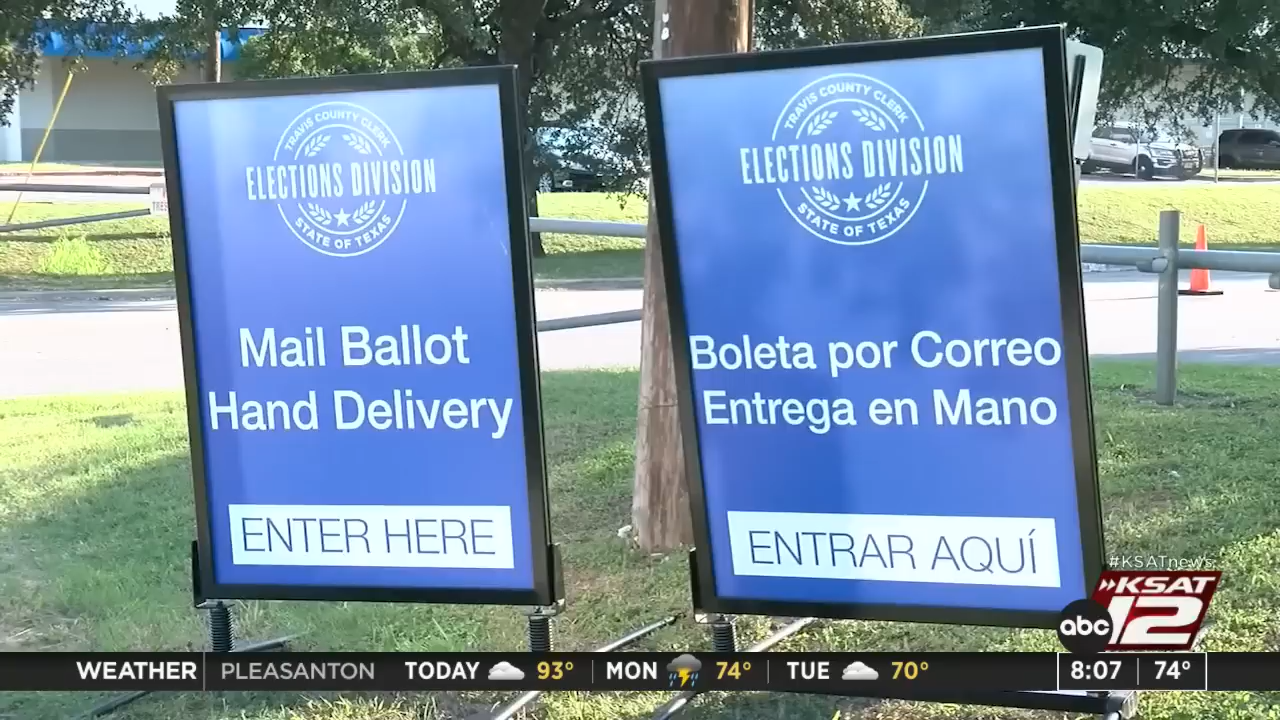 TRAVIS COUNTY CLERK
ELECTIONS DIVISION
STATE OF TEXAS
Mail Ballot
Hand Delivery
ENTER HERE
TRAVIS COUNTY CLERK
ELECTIONS DIVISION
STATE OF TEXAS
Boleta por Correo
Entrega en Mano
ENTRAR AQUÍ
#KSATnews
KSAT
abc 12
WEATHER PLEASANTON TODAY 93° MON 74° TUE 70° 8:07 74°